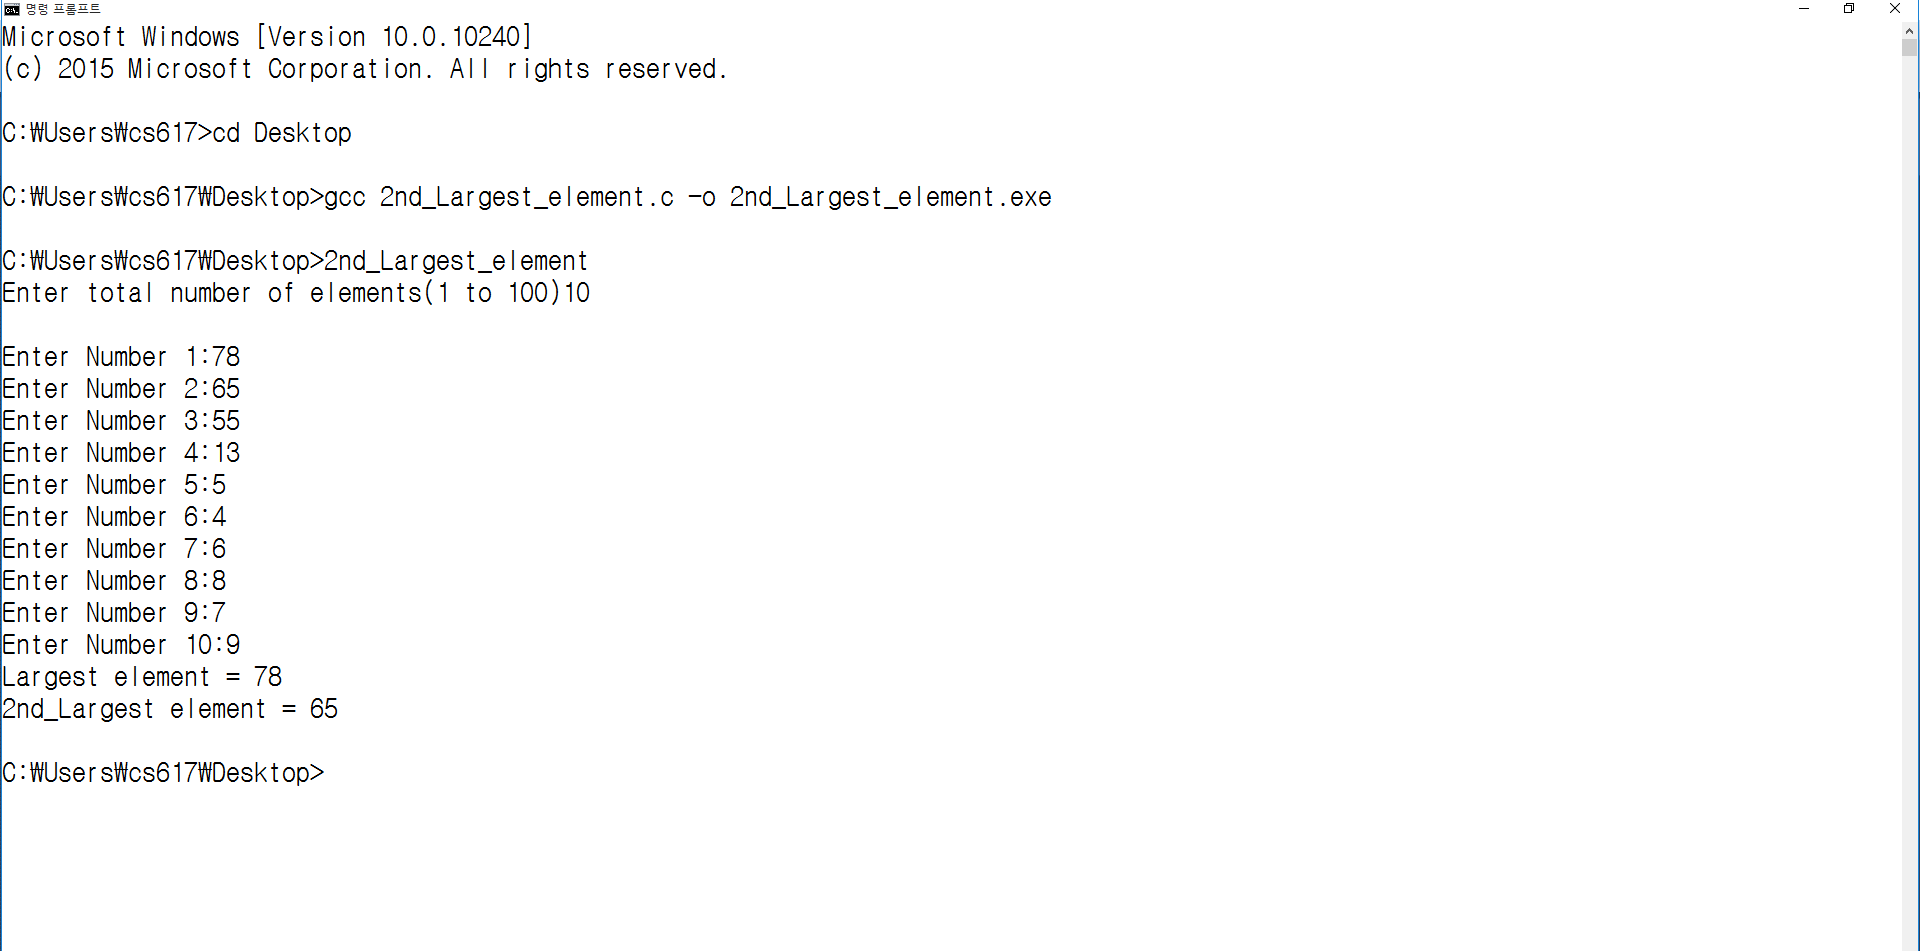 명령 프롬프트
Microsoft Windows [Version 10.0.10240]
(c) 2015 Microsoft Corporation. All rights reserved.
C:₩Users₩cs617>cd Desktop
C:₩Users₩cs617₩Desktop>gcc 2nd_Largest_element.c -o 2nd_Largest_element.exe
C:₩Users₩cs617₩Desktop>2nd_Largest_element
Enter total number of elements(1 to 100)10
Enter Number 1:78
Enter Number 2:65
Enter Number 3:55
Enter Number 4:13
Enter Number 5:5
Enter Number 6:4
Enter Number 7:6
Enter Number 8:8
Enter Number 9:7
Enter Number 10:9
Largest element = 78
2nd_Largest element = 65
C:₩Users₩cs617₩Desktop>